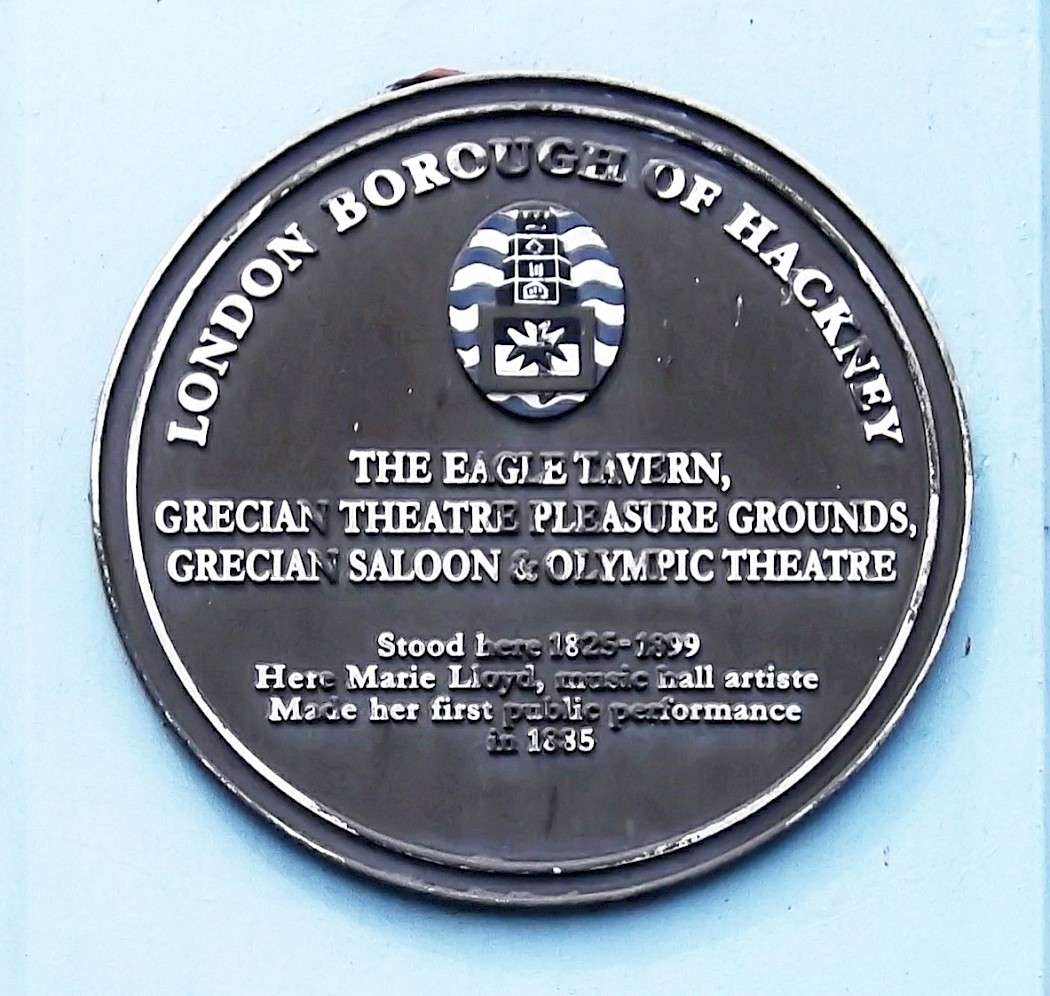 LONDON BOROUGH OF HACKNEY
THE EAGLE TAVERN,
GRECIAN THEATRE PLEASURE GROUNDS,
GRECIAN SALOON & OLYMPIC THEATRE
Stood here 1825-1899
Here Marie Lloyd, music hall artiste
Made her first public performance
in 1885